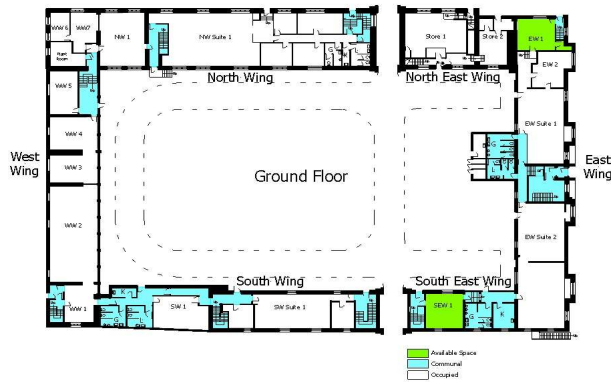 WW 6
WW7
NW 1
NW Suite 1
G
Store 1
Store 2
EW 1
Plant
Room
EW 2
North Wing
North East Wing
WW 5
EW Suite 1
WW 4
G
West
Wing
WW 3
Ground Floor
G
East
Wing
WW 2
EW Suite 2
South Wing
South East Wing
K
WW 1
G
SW 1
SW Suite 1
SEW 1
G
K
Available Space
Communal
Occupied